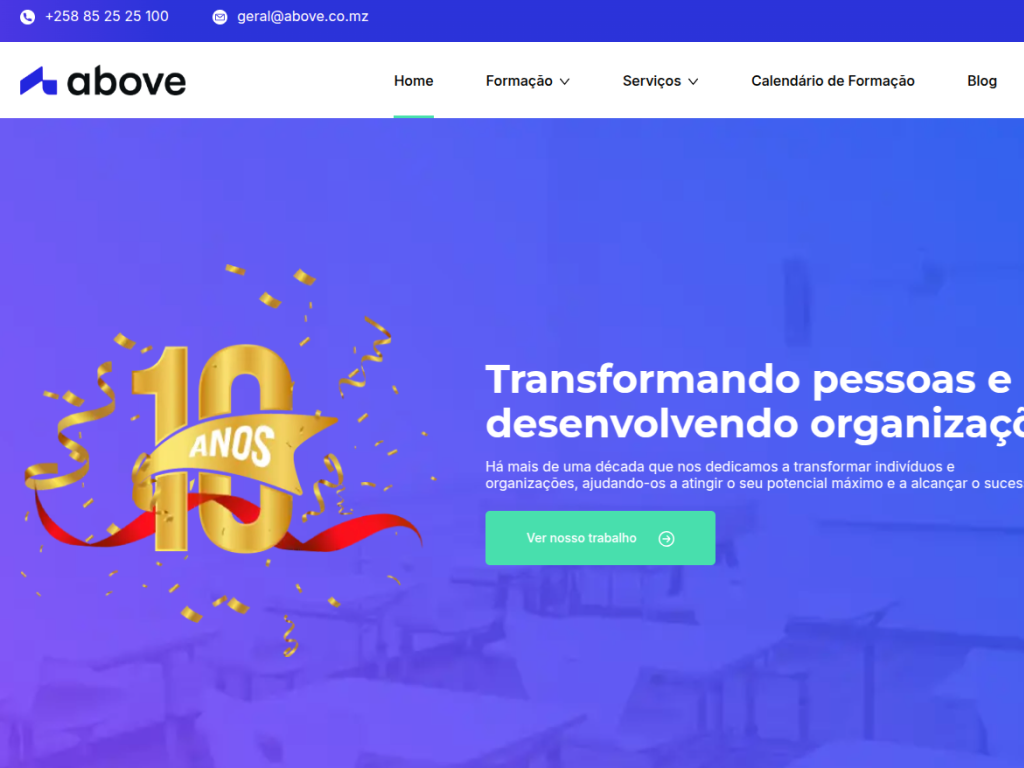 +258 85 25 25 100
geral@above.co.mz
above
Home
Formação
Serviços
Calendário de Formação
Blog
10
ANOS
Transformando pessoas e
desenvolvendo organizaçõ
Há mais de uma década que nos dedicamos a transformar indivíduos e
organizações, ajudando-os a atingir o seu potencial máximo e a alcançar o suces
Ver nosso trabalho